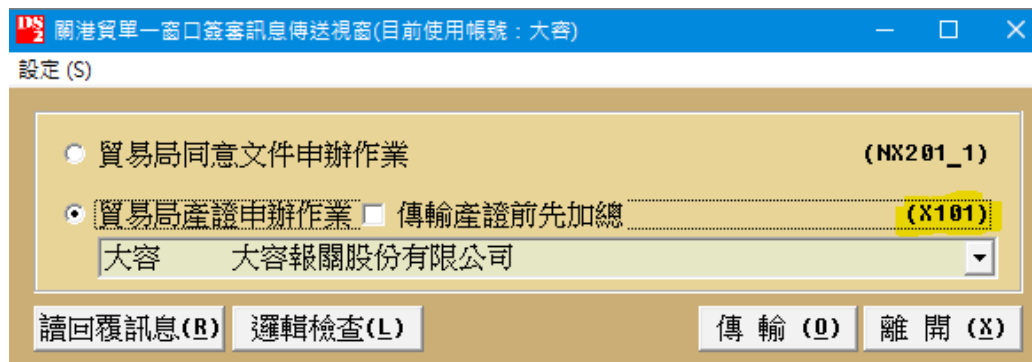 DS2 關港貿單一窗口簽審訊息傳送視窗(目前使用帳號：大容)
設定 (S)
貿易局同意文件申辦作業 (NX201_1)
貿易局產證申辦作業 傳輸產證前先加總 (X101)
大容 大容報關股份有限公司
讀回覆訊息(R) 邏輯檢查(L) 傳 輸 (O) 離 開 (X)